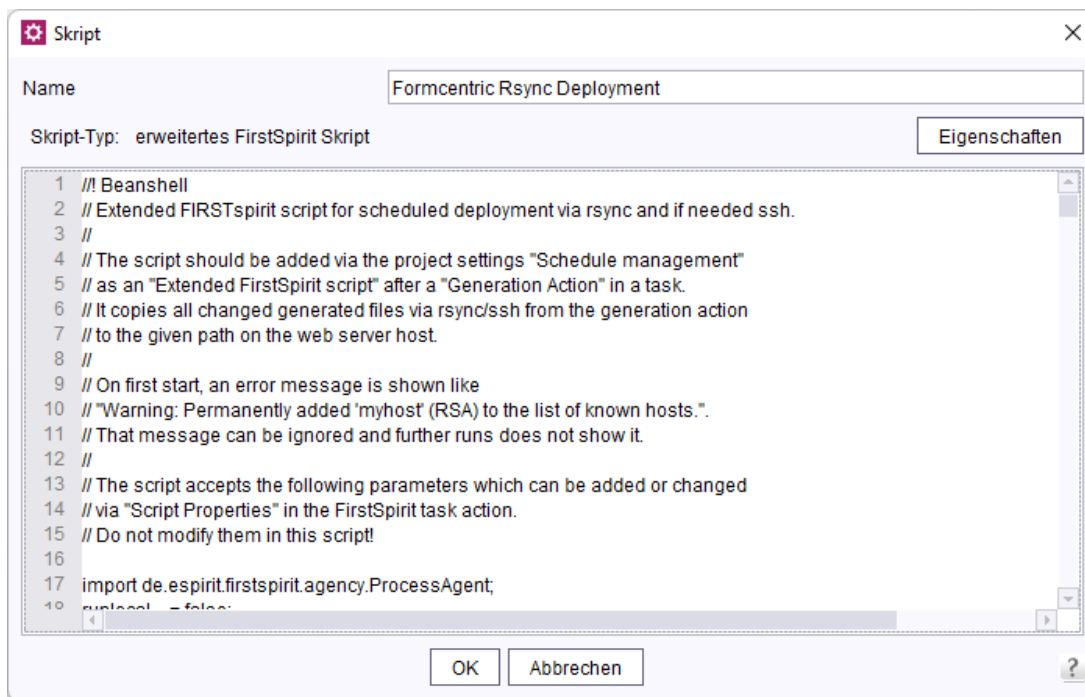 Skript
Name Formcentric Rsync Deployment
Skript-Typ: erweitertes FirstSpirit Skript Eigenschaften
1 //! Beanshell
2 // Extended FIRSTspirit script for scheduled deployment via rsync and if needed ssh.
3 //
4 // The script should be added via the project settings "Schedule management"
5 // as an "Extended FirstSpirit script" after a "Generation Action" in a task.
6 // It copies all changed generated files via rsync/ssh from the generation action
7 // to the given path on the web server host.
8 //
9 // On first start, an error message is shown like
10 // "Warning: Permanently added 'myhost' (RSA) to the list of known hosts.".
11 // That message can be ignored and further runs does not show it.
12 //
13 // The script accepts the following parameters which can be added or changed
14 // via "Script Properties" in the FirstSpirit task action.
15 // Do not modify them in this script!
16
17 import de.espirit.firstspirit.agency.ProcessAgent;
18 runlocal = false;
OK Abbrechen ?